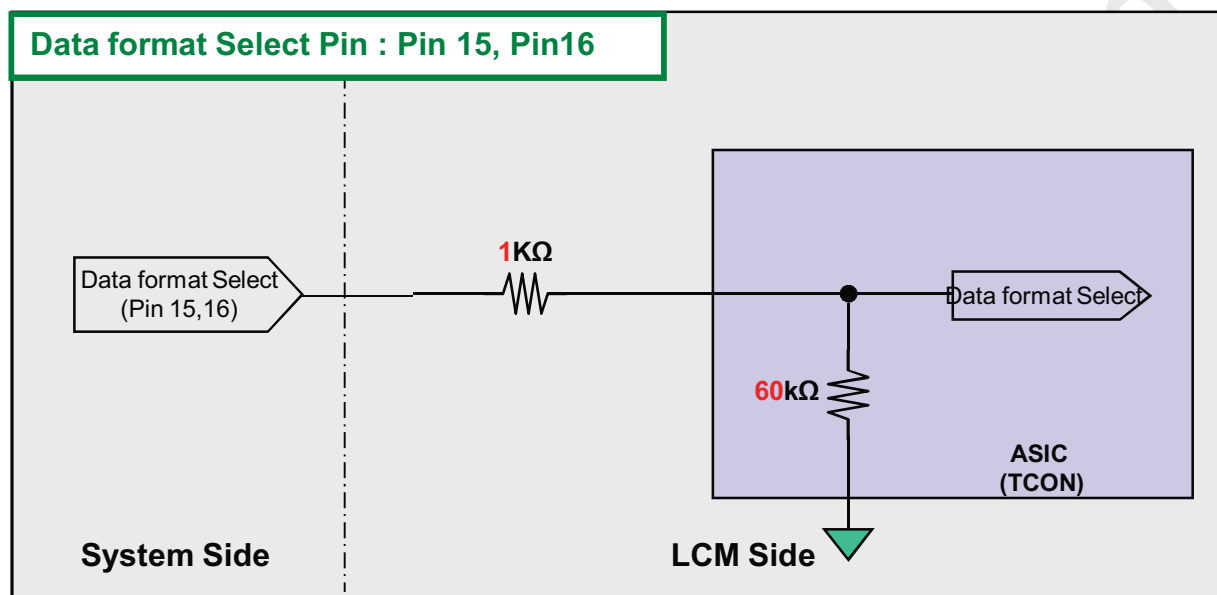 Data format Select Pin : Pin 15, Pin16
1KΩ
Data format Select
(Pin 15,16)
Data format Select
60kΩ
ASIC
(TCON)
System Side
LCM Side